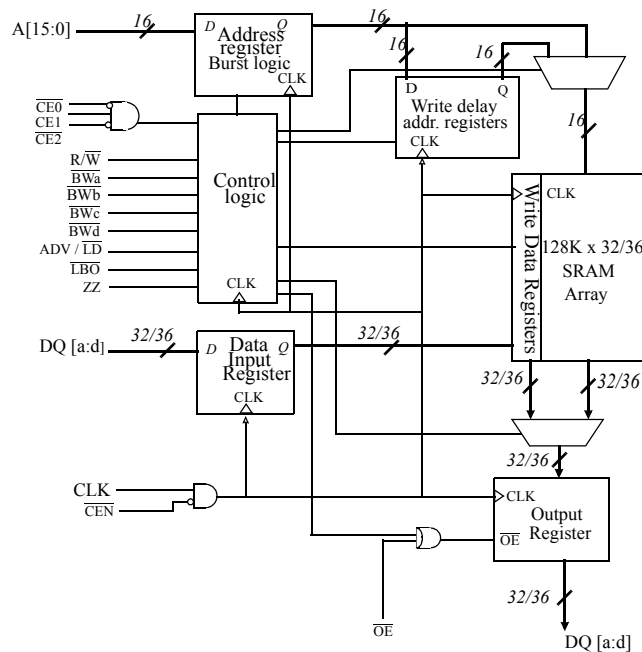 A[15:0]
16
D
Q
Address
register
Burst logic
CLK
16
16
16
D
Q
Write delay
addr. registers
CLK
16
CE0
CE1
CE2
R/W
BWa
BWb
BWc
BWd
ADV / LD
LBO
ZZ
Control
logic
CLK
Write Data Registers
CLK
128K x 32/36
SRAM
Array
DQ [a:d]
32/36
D
Q
Data
Input
Register
CLK
32/36
32/36
32/36
32/36
CLK
CEN
CLK
Output
Register
OE
OE
32/36
DQ [a:d]